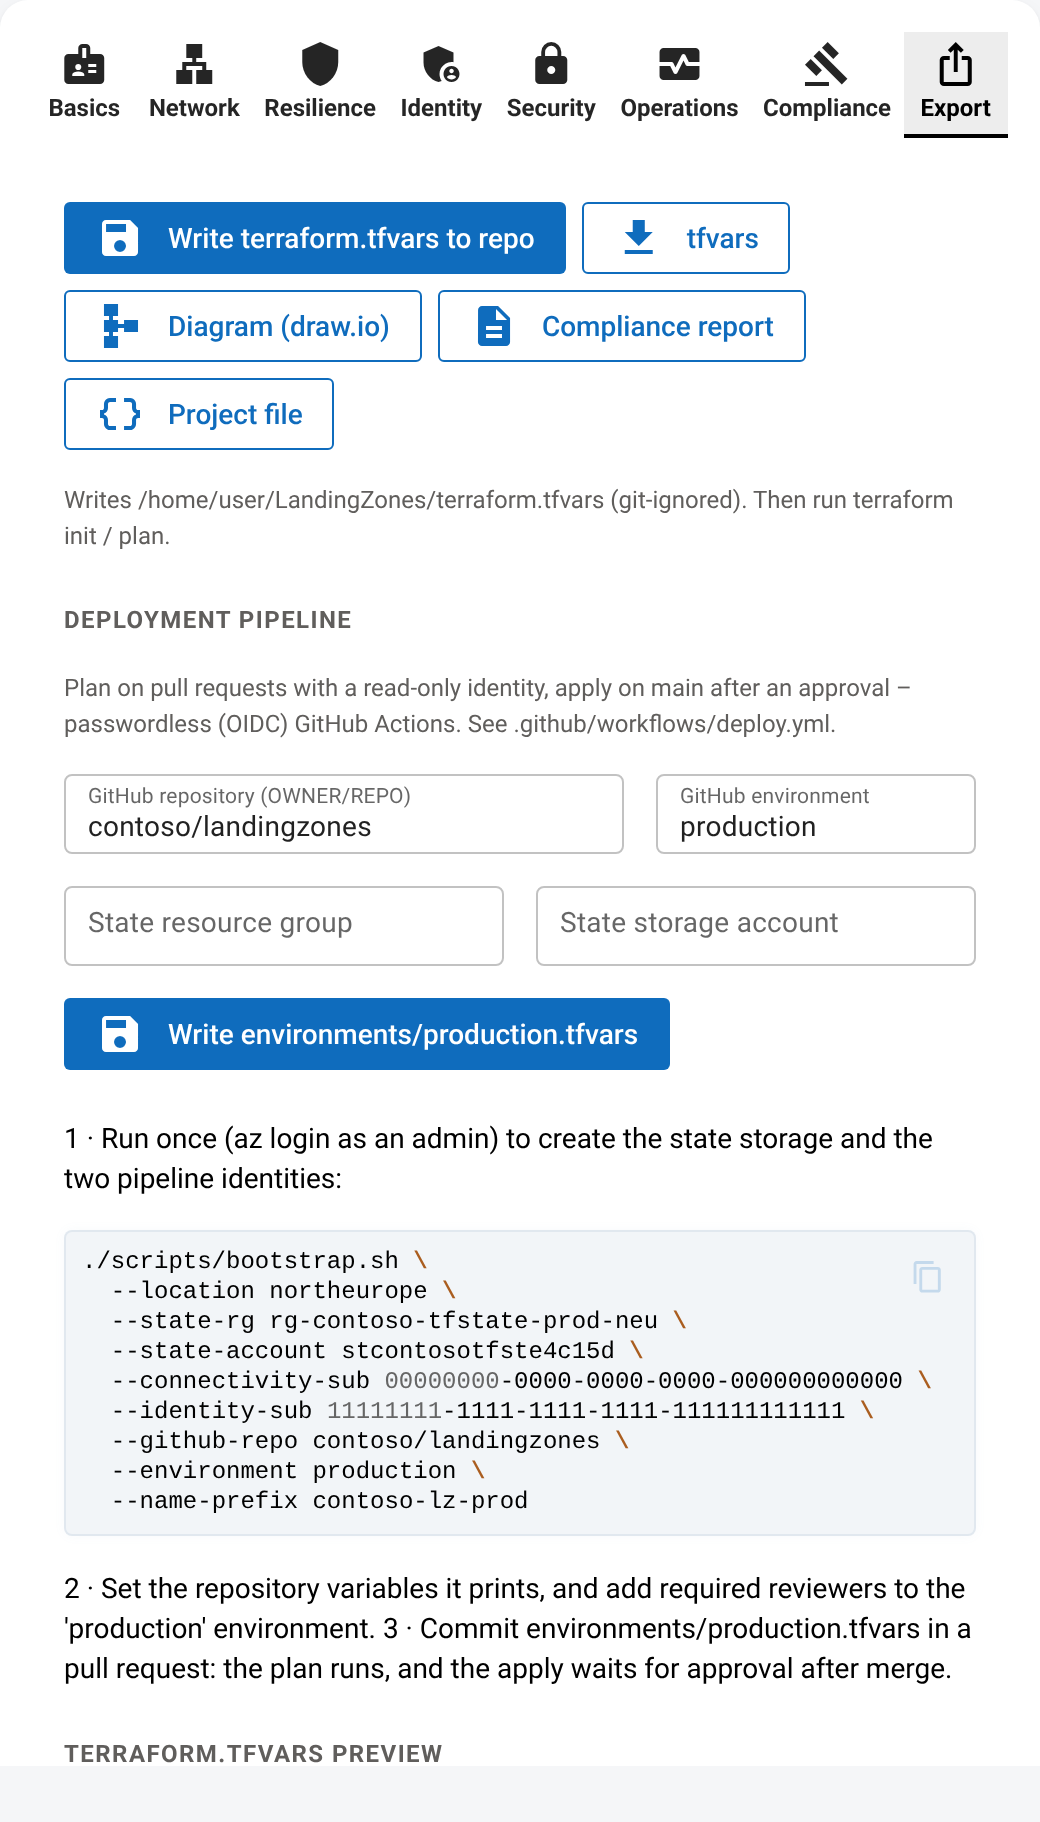 Basics Network Resilience Identity Security Operations Compliance Export
Write terraform.tfvars to repo tfvars
Diagram (draw.io) Compliance report
Project file
Writes /home/user/LandingZones/terraform.tfvars (git-ignored). Then run terraform
init / plan.
DEPLOYMENT PIPELINE
Plan on pull requests with a read-only identity, apply on main after an approval –
passwordless (OIDC) GitHub Actions. See .github/workflows/deploy.yml.
GitHub repository (OWNER/REPO) GitHub environment
contoso/landingzones production
State resource group State storage account
Write environments/production.tfvars
1 · Run once (az login as an admin) to create the state storage and the
two pipeline identities:
./scripts/bootstrap.sh \
  --location northeurope \
  --state-rg rg-contoso-tfstate-prod-neu \
  --state-account stcontosotfste4c15d \
  --connectivity-sub 00000000-0000-0000-0000-000000000000 \
  --identity-sub 11111111-1111-1111-1111-111111111111 \
  --github-repo contoso/landingzones \
  --environment production \
  --name-prefix contoso-lz-prod
2 · Set the repository variables it prints, and add required reviewers to the
'production' environment. 3 · Commit environments/production.tfvars in a
pull request: the plan runs, and the apply waits for approval after merge.
TERRAFORM.TFVARS PREVIEW